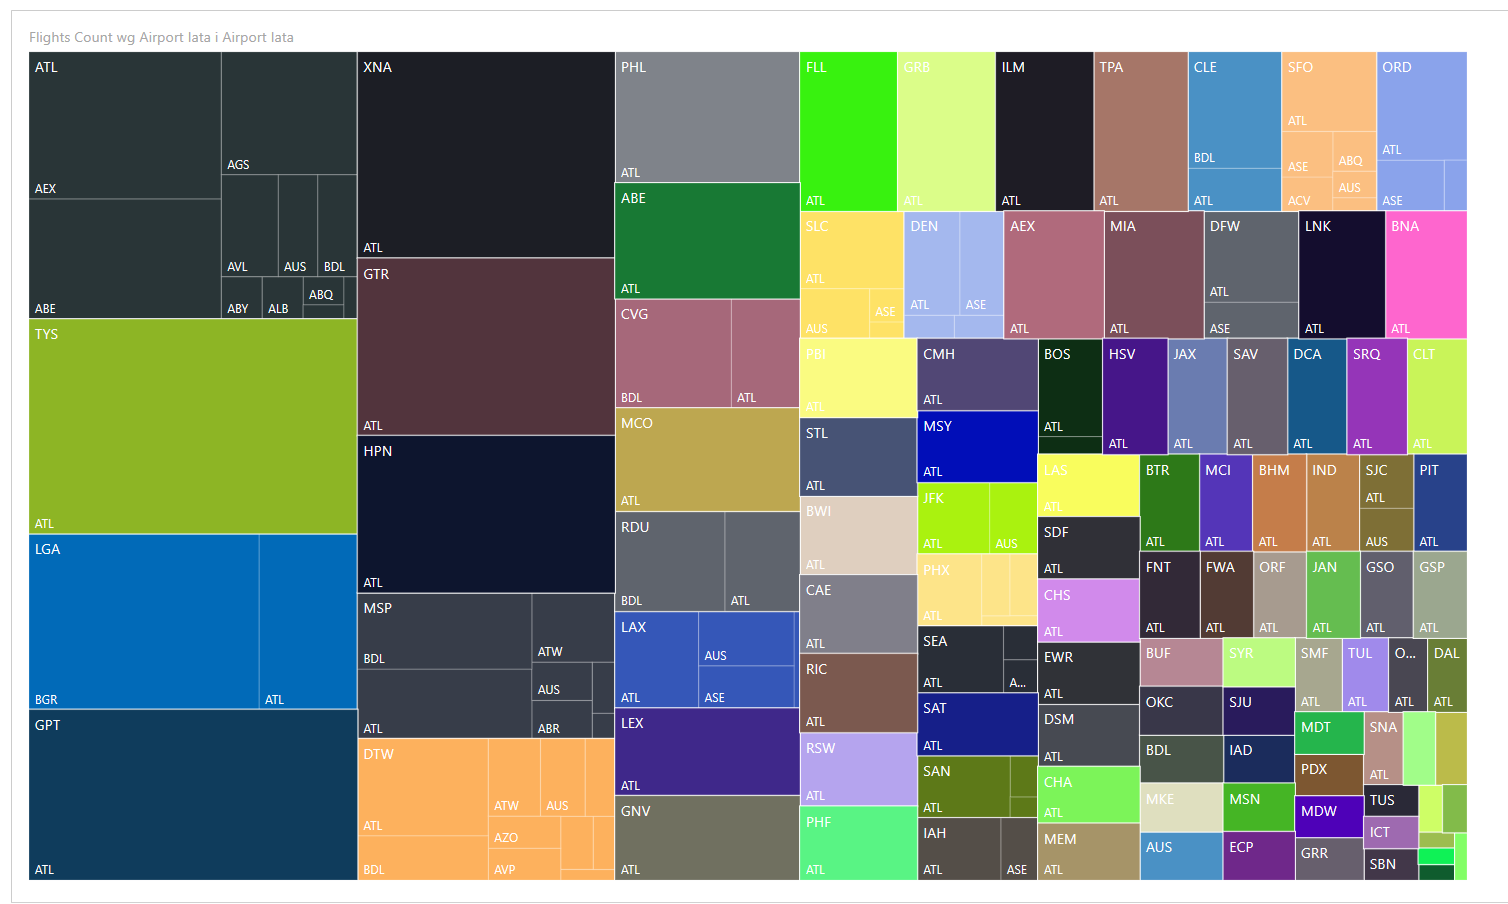 Flights Count wg Airport Iata i Airport Iata
ATL
AEX
ABE
AGS
AVL
AUS
BDL
ABY
ALB
ABQ
TYS
ATL
LGA
BGR
ATL
GPT
ATL
XNA
ATL
GTR
ATL
HPN
ATL
MSP
BDL
ATL
ATW
AUS
ABR
DTW
ATL
BDL
ATW
AUS
AZO
AVP
PHL
ATL
ABE
ATL
CVG
BDL
ATL
MCO
ATL
RDU
BDL
ATL
LAX
ATL
AUS
ASE
LEX
ATL
GNV
ATL
FLL
ATL
GRB
ATL
ILM
ATL
TPA
ATL
CLE
BDL
ATL
SFO
ATL
ASE
ACV
ABQ
AUS
ORD
ATL
ASE
SLC
ATL
AUS
ASE
DEN
ATL
ASE
AEX
ATL
MIA
ATL
DFW
ATL
ASE
LNK
ATL
BNA
ATL
PBI
ATL
STL
ATL
BWI
ATL
CAE
ATL
RIC
ATL
RSW
ATL
PHF
ATL
CMH
ATL
MSY
ATL
JFK
ATL
AUS
PHX
ATL
SEA
ATL
A...
SAT
ATL
SAN
ATL
IAH
ATL
ASE
BOS
ATL
HSV
ATL
JAX
ATL
SAV
ATL
DCA
ATL
SRQ
ATL
CLT
ATL
LAS
ATL
SDF
ATL
CHS
ATL
EWR
ATL
DSM
ATL
CHA
ATL
MEM
ATL
BTR
ATL
MCI
ATL
BHM
ATL
IND
ATL
SJC
ATL
AUS
PIT
ATL
FNT
ATL
FWA
ATL
ORF
ATL
JAN
ATL
GSO
ATL
GSP
ATL
BUF
OKC
BDL
MKE
AUS
SYR
SJU
IAD
MSN
ECP
SMF
ATL
TUL
ATL
O...
ATL
DAL
ATL
MDT
PDX
MDW
GRR
SNA
ATL
TUS
ICT
SBN